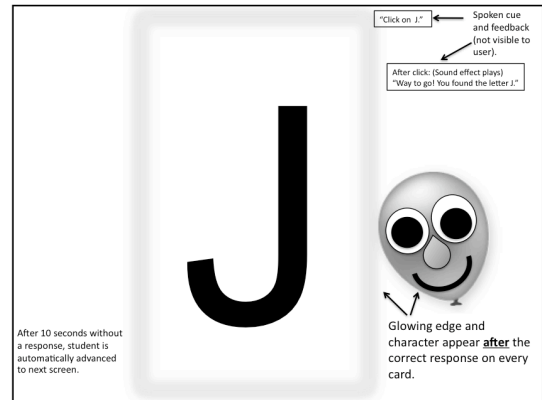 "Click on J."
Spoken cue
and feedback
(not visible to
user).
After click: (Sound effect plays)
"Way to go! You found the letter J."
J
After 10 seconds without
a response, student is
automatically advanced
to next screen.
Glowing edge and
character appear after the
correct response on every
card.